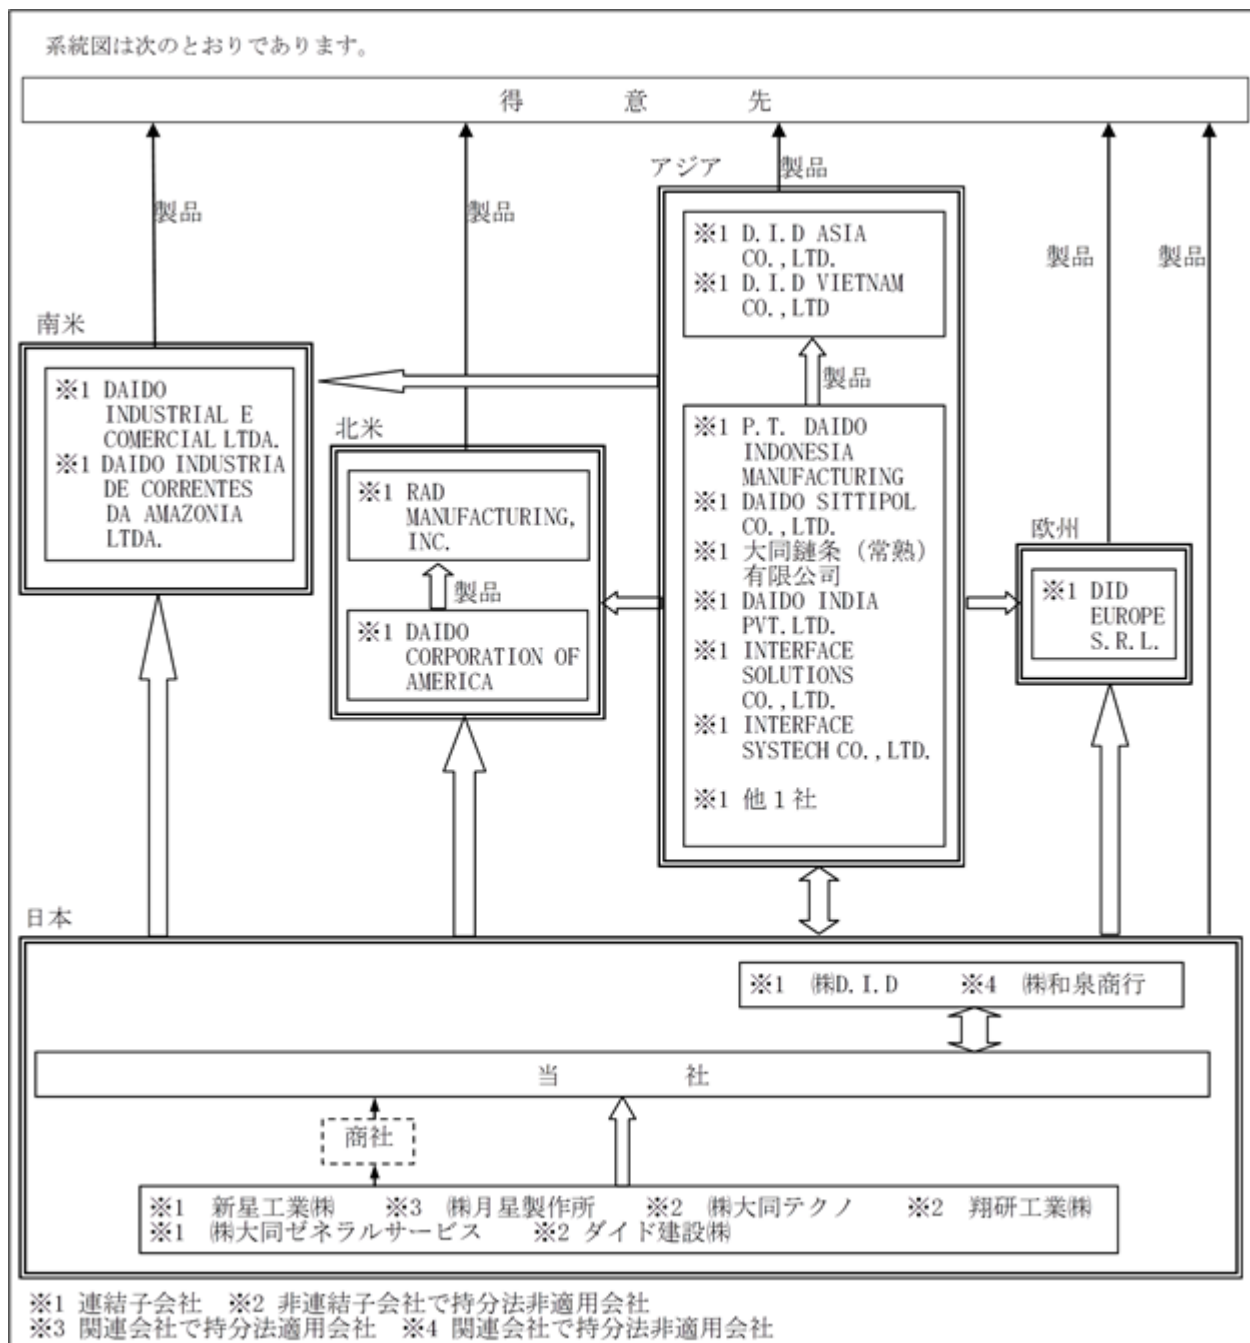 系統図は次のとおりであります。
得意先
アジア
製品
製品
製品
製品
製品
※1 D.I.D ASIA
CO.,LTD.
※1 D.I.D VIETNAM
CO.,LTD
製品
※1 P.T. DAIDO
INDONESIA
MANUFACTURING
※1 DAIDO SITTIPOL
CO.,LTD.
※1 大同鏈条（常熟）
有限公司
※1 DAIDO INDIA
PVT.LTD.
※1 INTERFACE
SOLUTIONS
CO.,LTD.
※1 INTERFACE
SYSTECH CO.,LTD.
※1 他1社
南米
※1 DAIDO
INDUSTRIAL E
COMERCIAL LTDA.
※1 DAIDO INDUSTRIA
DE CORRENTES
DA AMAZONIA
LTDA.
北米
※1 RAD
MANUFACTURING,
INC.
製品
※1 DAIDO
CORPORATION OF
AMERICA
欧州
※1 DID
EUROPE
S.R.L.
日本
※1 ㈱D.I.D ※4 ㈱和泉商行
当社
商社
※1 新星工業㈱ ※3 ㈱月星製作所 ※2 ㈱大同テクノ ※2 翔研工業㈱
※1 ㈱大同ゼネラルサービス ※2 ダイド建設㈱
※1 連結子会社 ※2 非連結子会社で持分法非適用会社
※3 関連会社で持分法適用会社 ※4 関連会社で持分法非適用会社